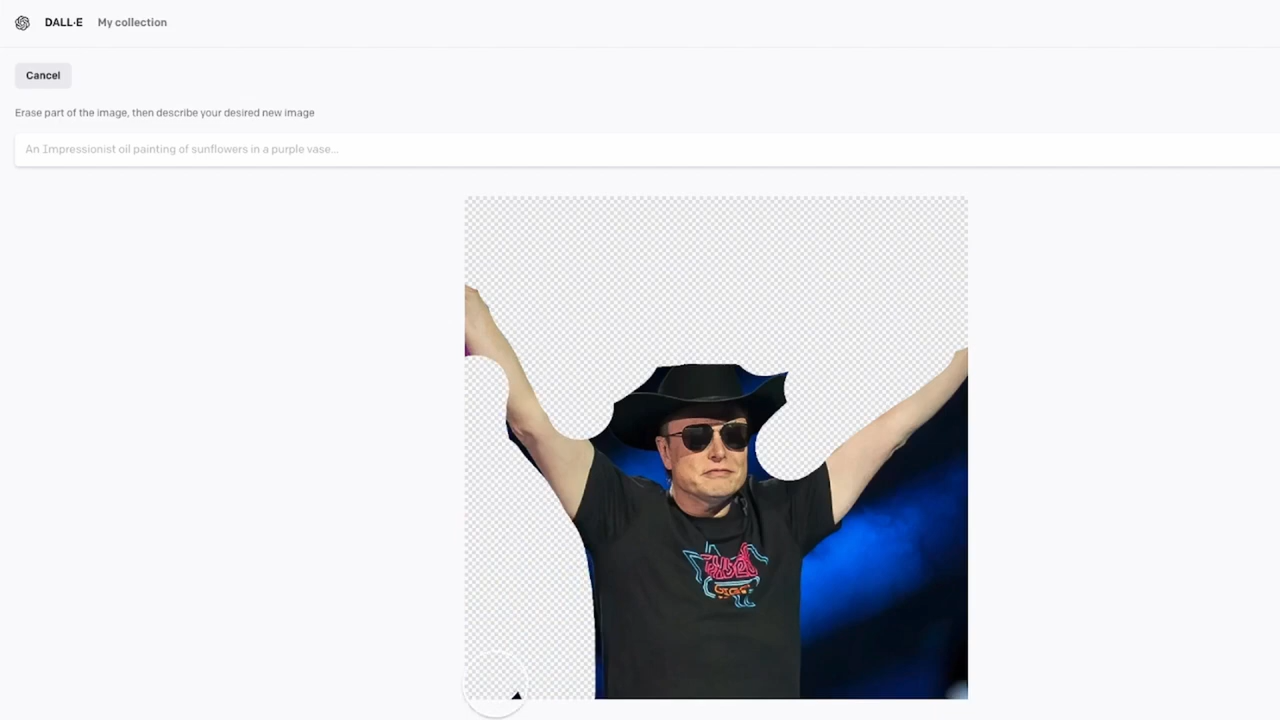 DALL·E My collection
Cancel
Erase part of the image, then describe your desired new image
An Impressionist oil painting of sunflowers in a purple vase...